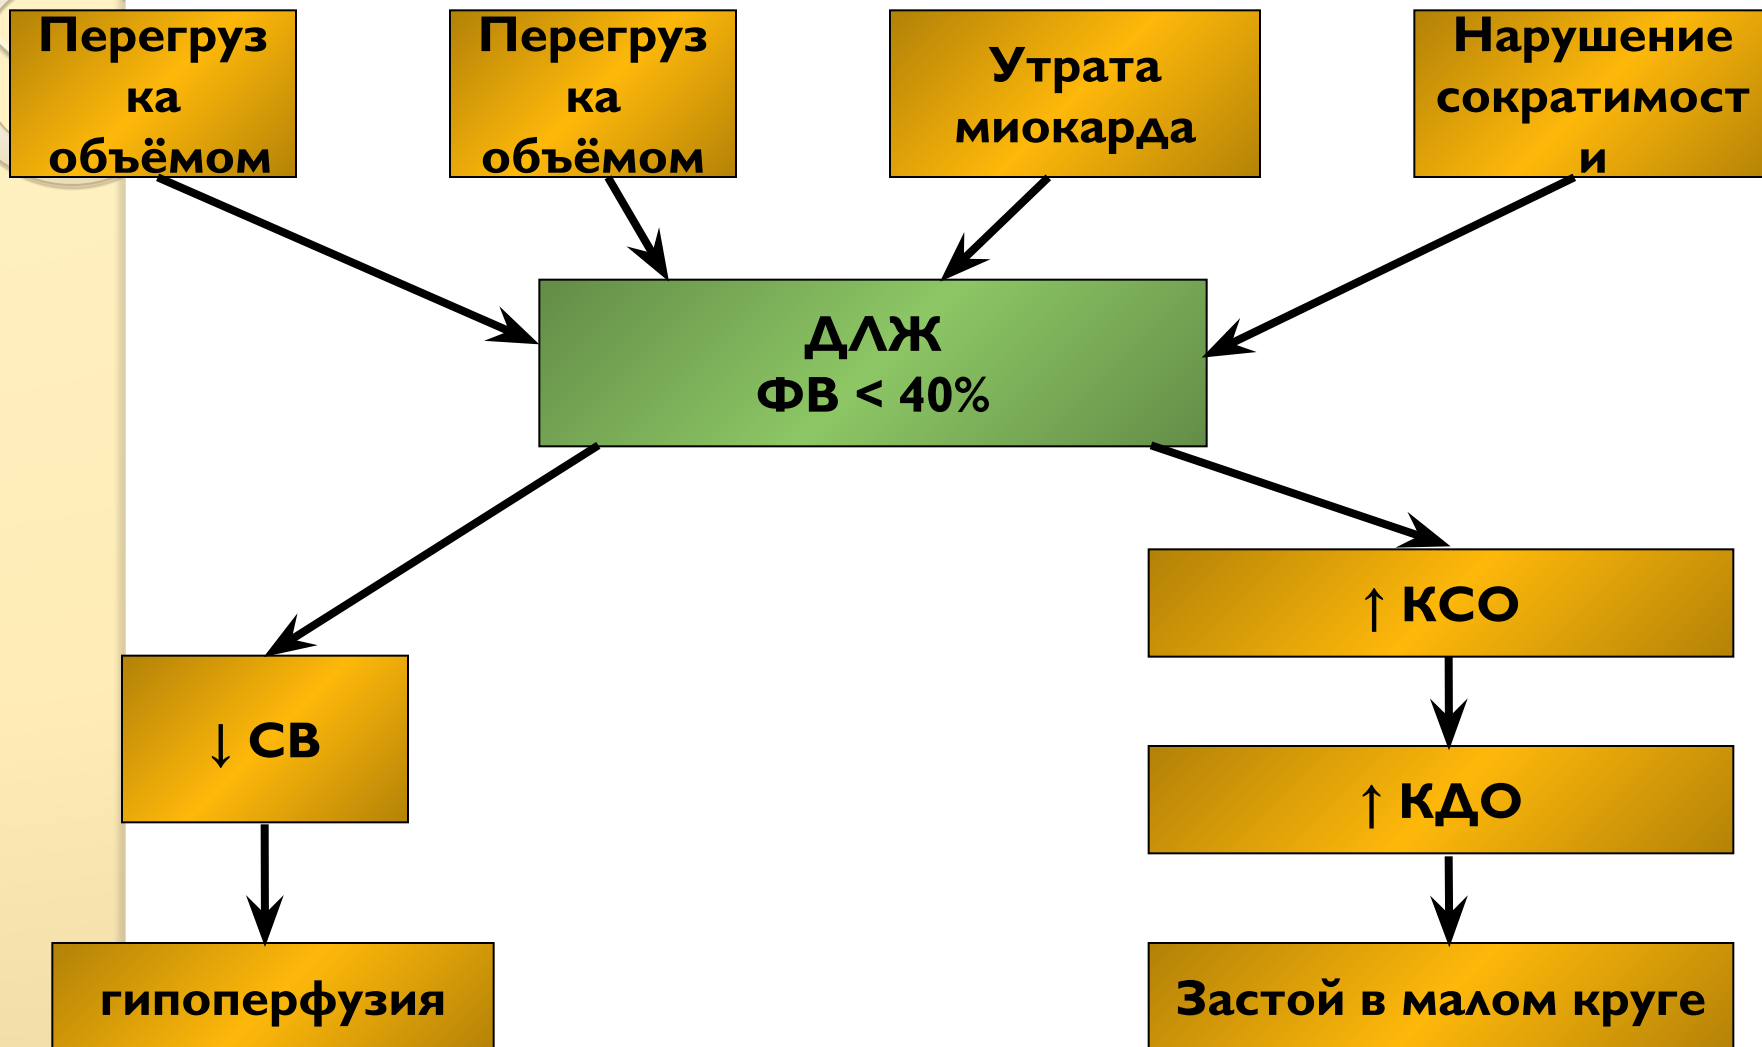 Перегруз
ка
объёмом
Перегруз
ка
объёмом
Утрата
миокарда
Нарушение
сократимост
и
ДЛЖ
ФВ < 40%
↑ КСО
↓ СВ
↑ КДО
гипоперфузия
Застой в малом круге